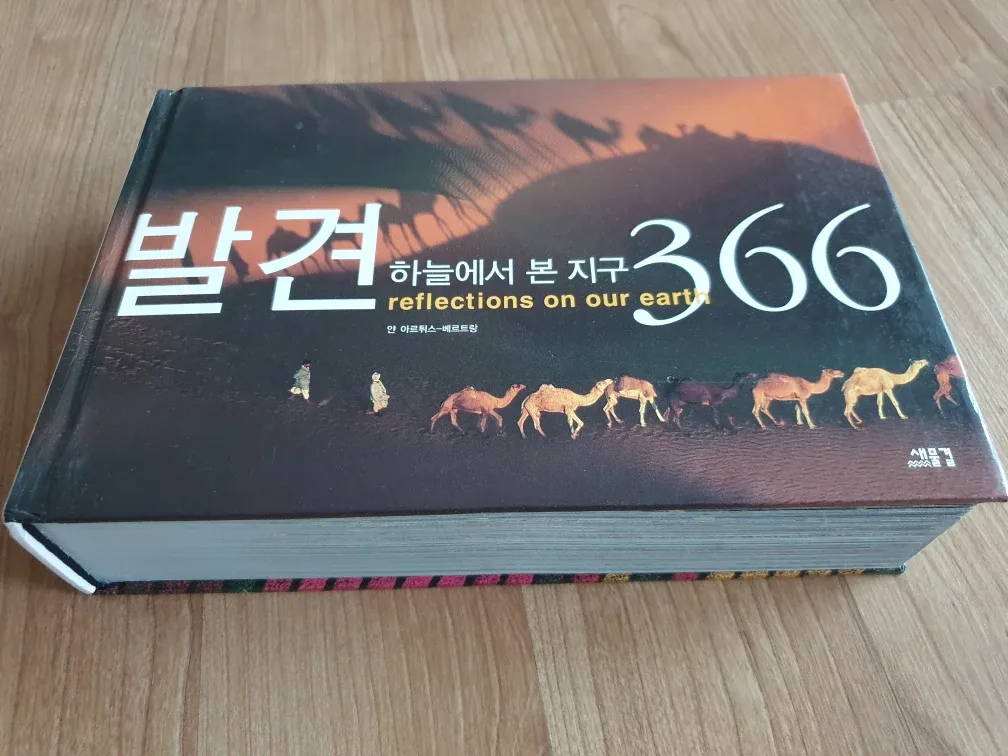 발견
하늘에서 본 지구 366
reflections on our earth
얀 아르튀스-베르트랑
새물결